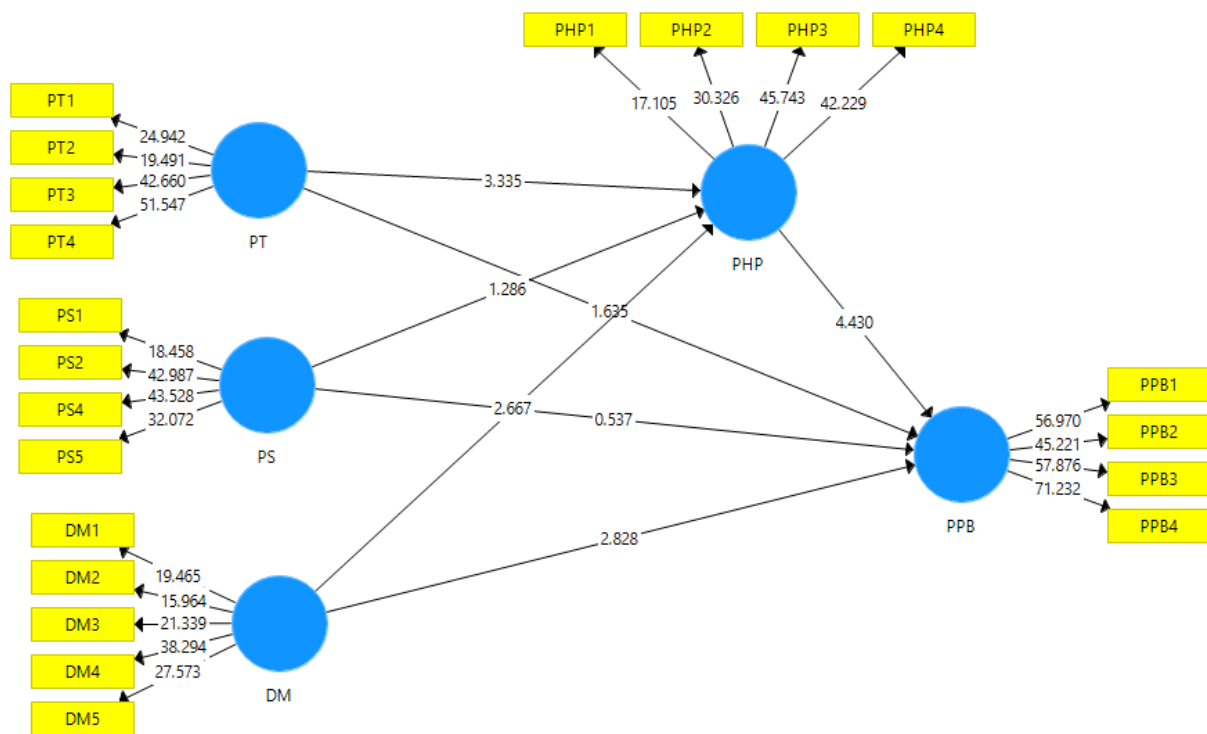 PHP1 PHP2 PHP3 PHP4
17.105 30.326 45.743 42.229
PT1
PT2
PT3
PT4
24.942
19.491
42.660
51.547
PT
3.335
PHP
1.286
1.635
4.430
PS1
PS2
PS4
PS5
18.458
42.987
43.528
32.072
PS
2.667
0.537
PPB1
PPB2
PPB3
PPB4
56.970
45.221
57.876
71.232
PPB
2.828
DM1
DM2
DM3
DM4
DM5
19.465
15.964
21.339
38.294
27.573
DM